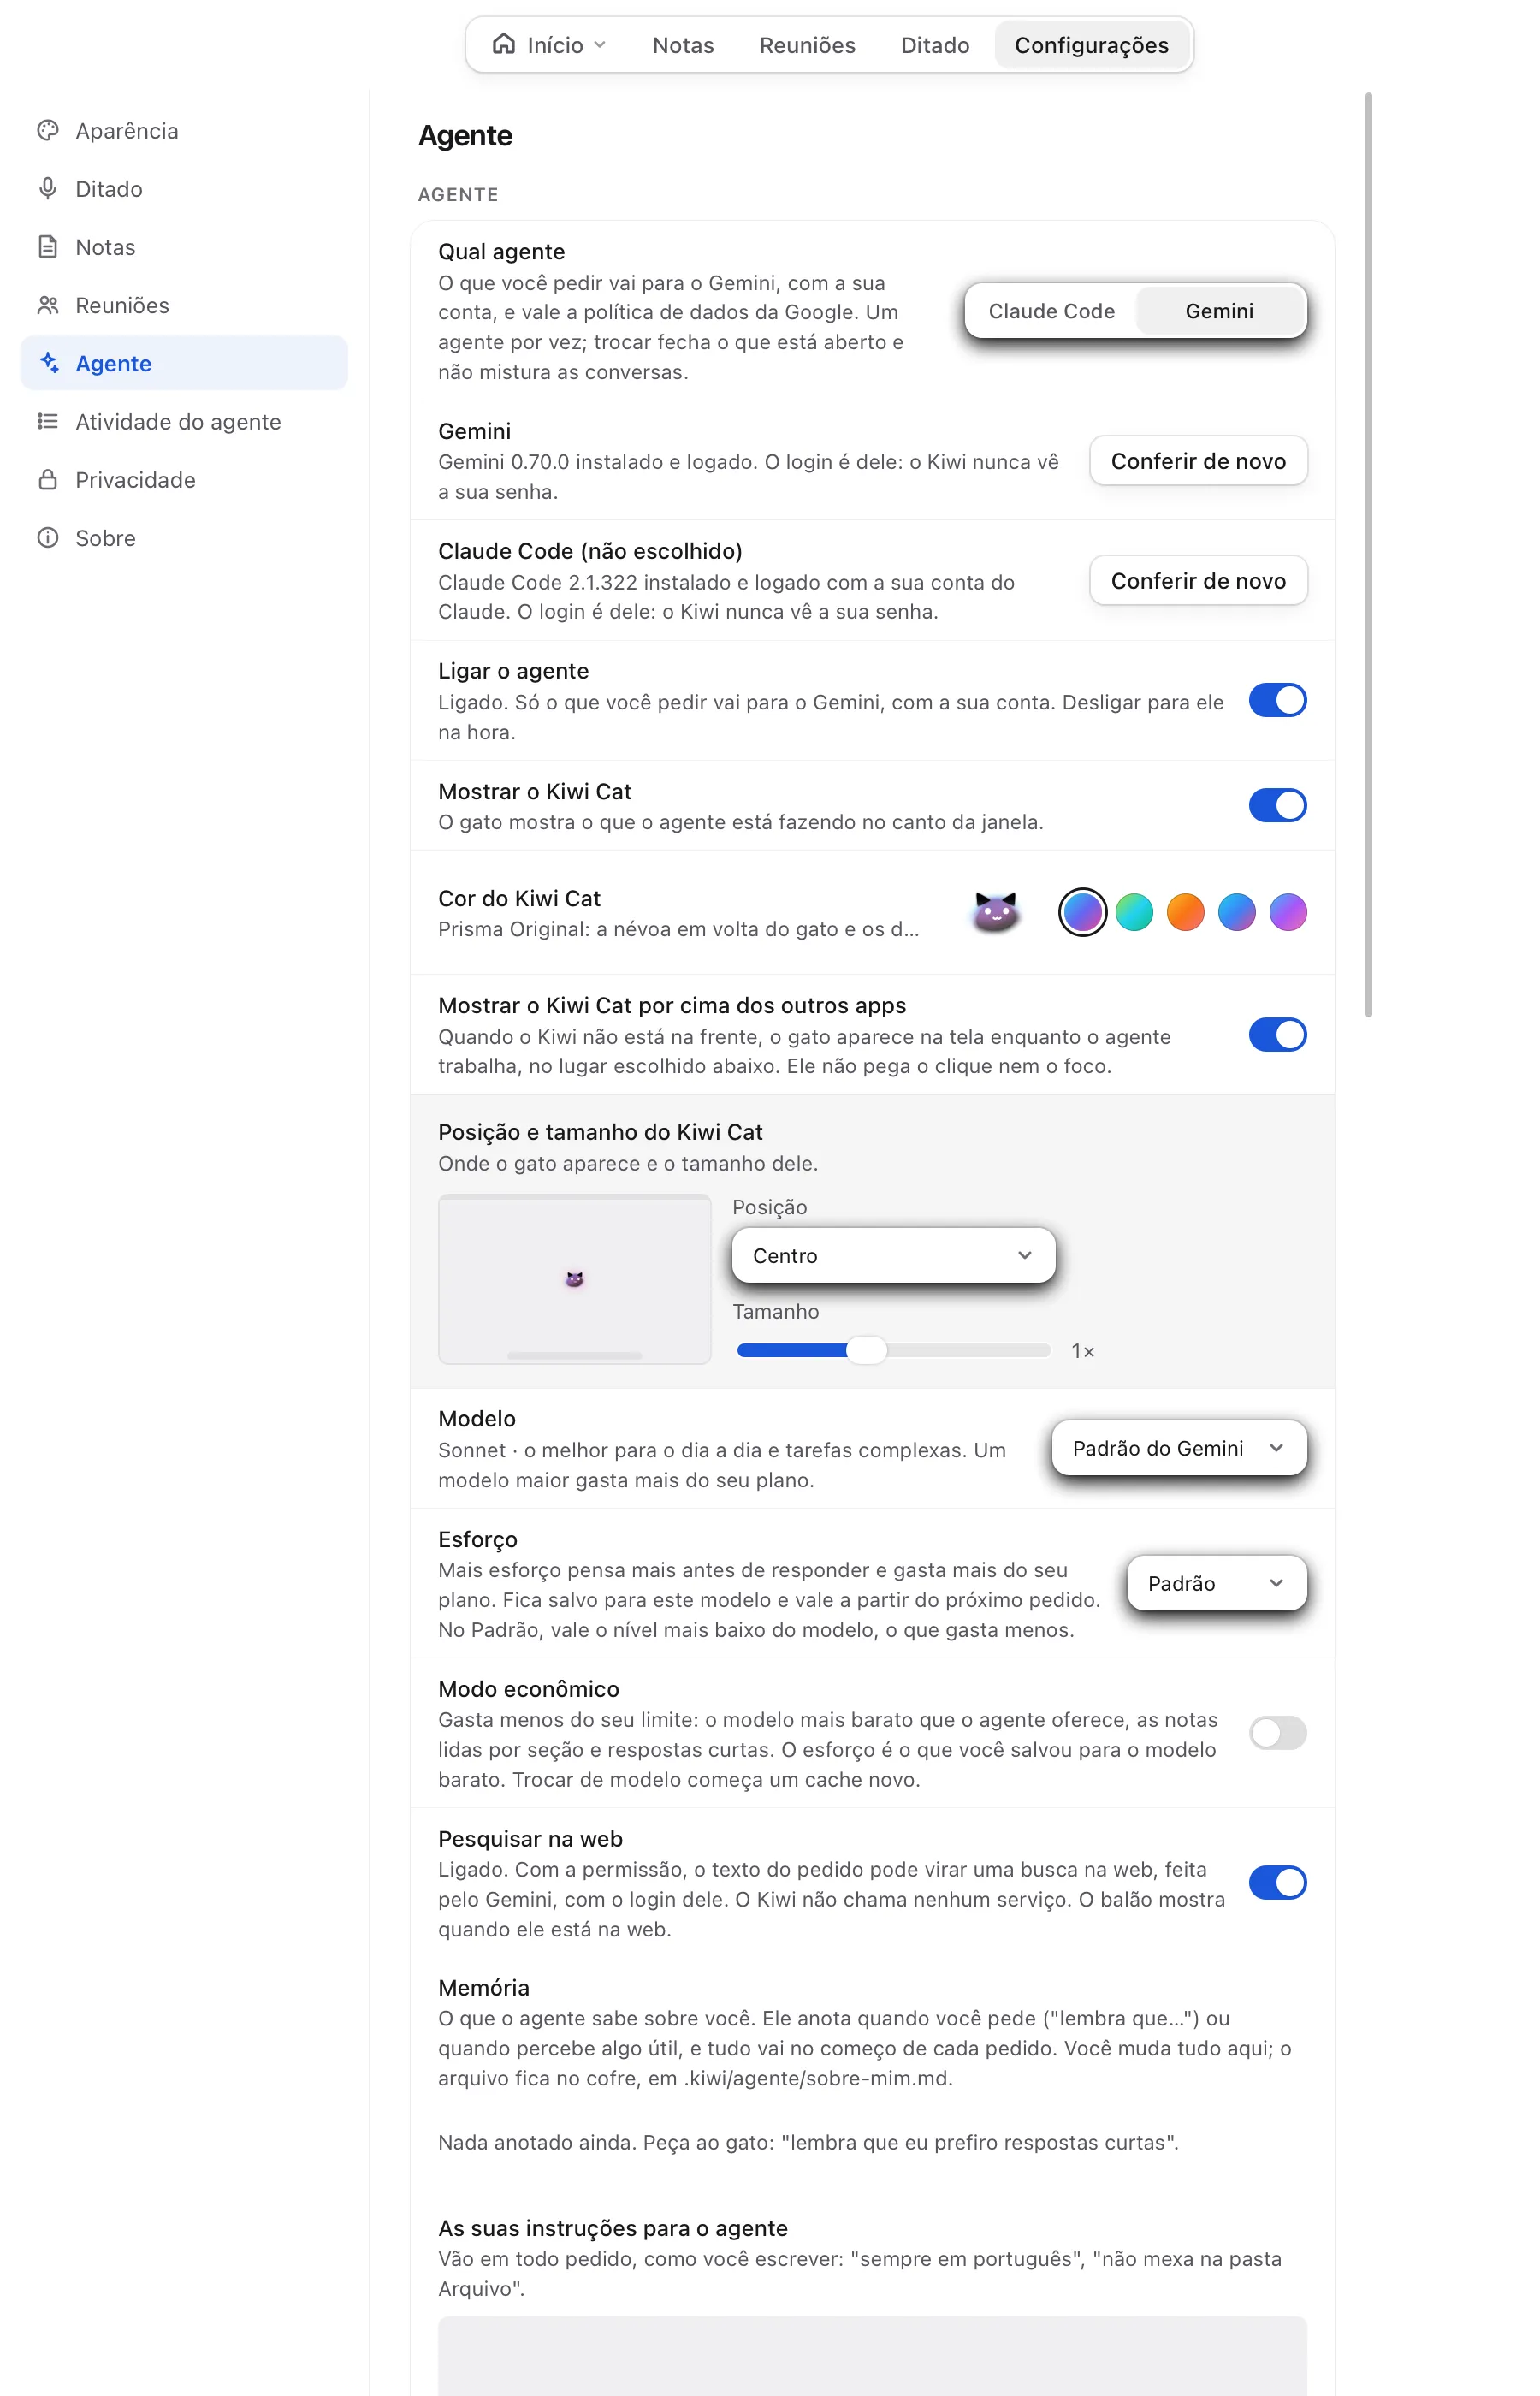 Início
Notas
Reuniões
Ditado
Configurações
Aparência
Ditado
Notas
Reuniões
Agente
Atividade do agente
Privacidade
Sobre
Agente
AGENTE
Qual agente
O que você pedir vai para o Gemini, com a sua
conta, e vale a política de dados da Google. Um
agente por vez; trocar fecha o que está aberto e
não mistura as conversas.
Claude Code
Gemini
Gemini
Gemini 0.70.0 instalado e logado. O login é dele: o Kiwi nunca vê
a sua senha.
Conferir de novo
Claude Code (não escolhido)
Claude Code 2.1.322 instalado e logado com a sua conta do
Claude. O login é dele: o Kiwi nunca vê a sua senha.
Conferir de novo
Ligar o agente
Ligado. Só o que você pedir vai para o Gemini, com a sua conta. Desligar para ele
na hora.
Mostrar o Kiwi Cat
O gato mostra o que o agente está fazendo no canto da janela.
Cor do Kiwi Cat
Prisma Original: a névoa em volta do gato e os d...
Mostrar o Kiwi Cat por cima dos outros apps
Quando o Kiwi não está na frente, o gato aparece na tela enquanto o agente
trabalha, no lugar escolhido abaixo. Ele não pega o clique nem o foco.
Posição e tamanho do Kiwi Cat
Onde o gato aparece e o tamanho dele.
Posição
Centro
Tamanho
1×
Modelo
Sonnet · o melhor para o dia a dia e tarefas complexas. Um
modelo maior gasta mais do seu plano.
Padrão do Gemini
Esforço
Mais esforço pensa mais antes de responder e gasta mais do seu
plano. Fica salvo para este modelo e vale a partir do próximo pedido.
No Padrão, vale o nível mais baixo do modelo, o que gasta menos.
Padrão
Modo econômico
Gasta menos do seu limite: o modelo mais barato que o agente oferece, as notas
lidas por seção e respostas curtas. O esforço é o que você salvou para o modelo
barato. Trocar de modelo começa um cache novo.
Pesquisar na web
Ligado. Com a permissão, o texto do pedido pode virar uma busca na web, feita
pelo Gemini, com o login dele. O Kiwi não chama nenhum serviço. O balão mostra
quando ele está na web.
Memória
O que o agente sabe sobre você. Ele anota quando você pede ("lembra que...") ou
quando percebe algo útil, e tudo vai no começo de cada pedido. Você muda tudo aqui; o
arquivo fica no cofre, em .kiwi/agente/sobre-mim.md.
Nada anotado ainda. Peça ao gato: "lembra que eu prefiro respostas curtas".
As suas instruções para o agente
Vão em todo pedido, como você escrever: "sempre em português", "não mexa na pasta
Arquivo".